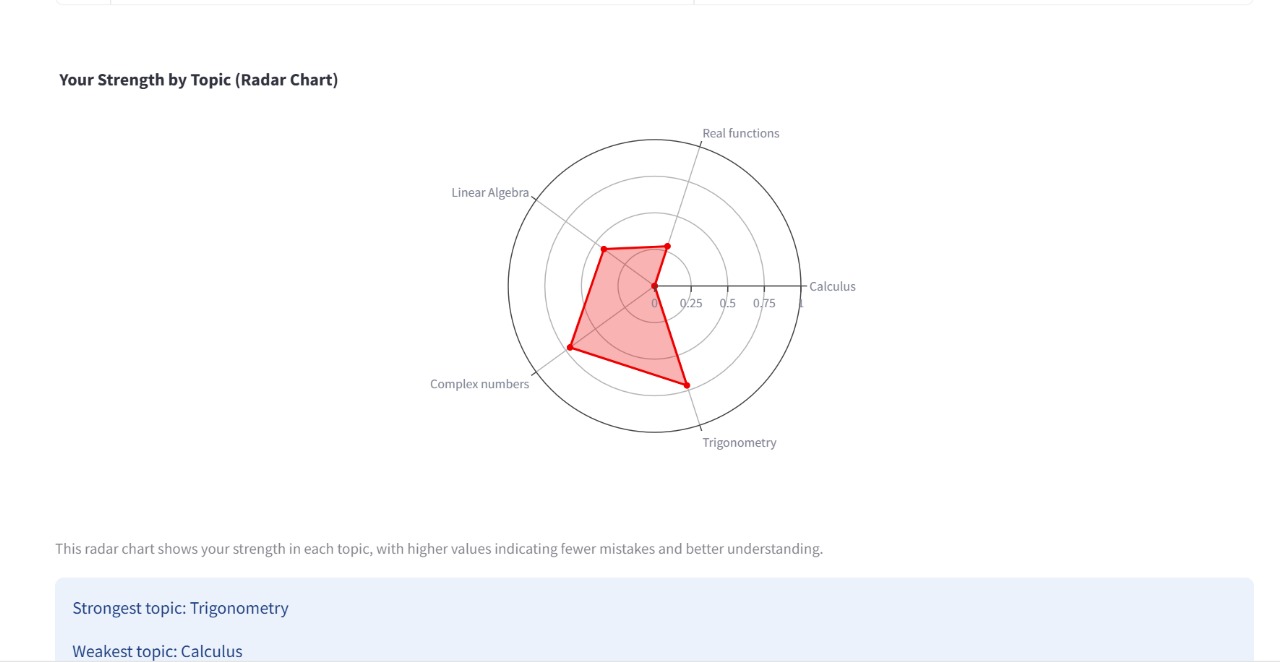 Your Strength by Topic (Radar Chart)
Real functions
Linear Algebra
Calculus
0 0.25 0.5 0.75 1
Complex numbers
Trigonometry
This radar chart shows your strength in each topic, with higher values indicating fewer mistakes and better understanding.
Strongest topic: Trigonometry
Weakest topic: Calculus